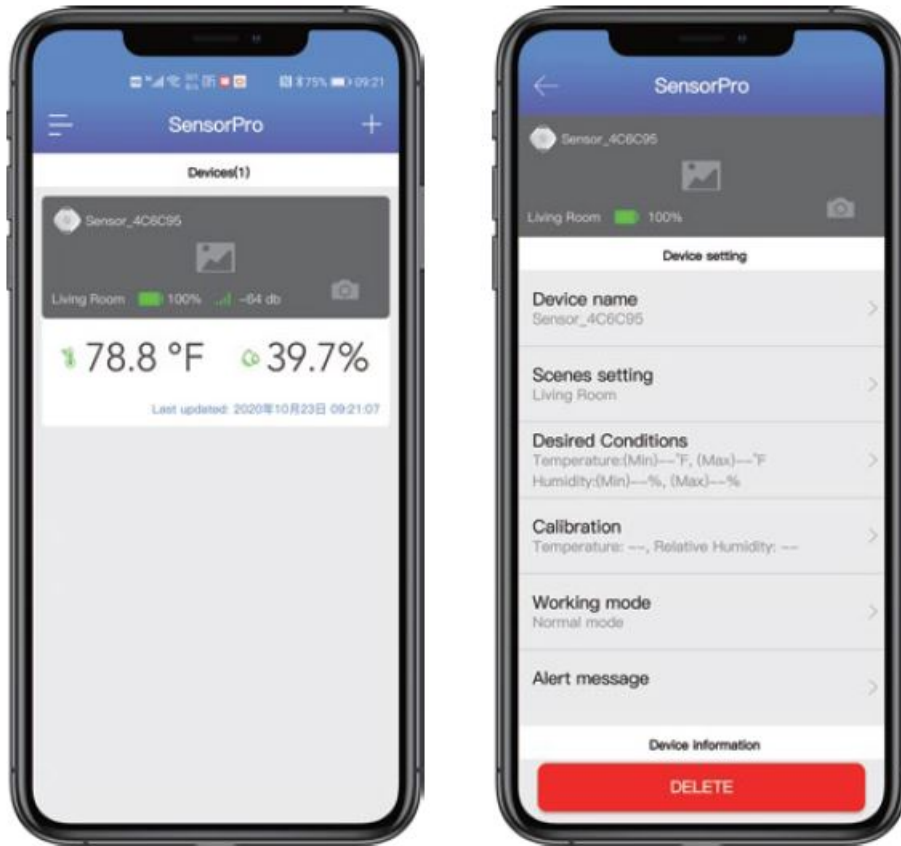 75% 09:21
SensorPro
Devices(1)
Sensor_4C6C95
Living Room 100% -64 db
78.8 °F 39.7%
Last updated: 2020年10月23日 09:21:07
SensorPro
Sensor_4C6C95
Living Room 100%
Device setting
Device name
Sensor_4C6C95
Scenes setting
Living Room
Desired Conditions
Temperature:(Min)--°F, (Max)--°F
Humidity:(Min)--%, (Max)--%
Calibration
Temperature: --, Relative Humidity: --
Working mode
Normal mode
Alert message
Device information
DELETE